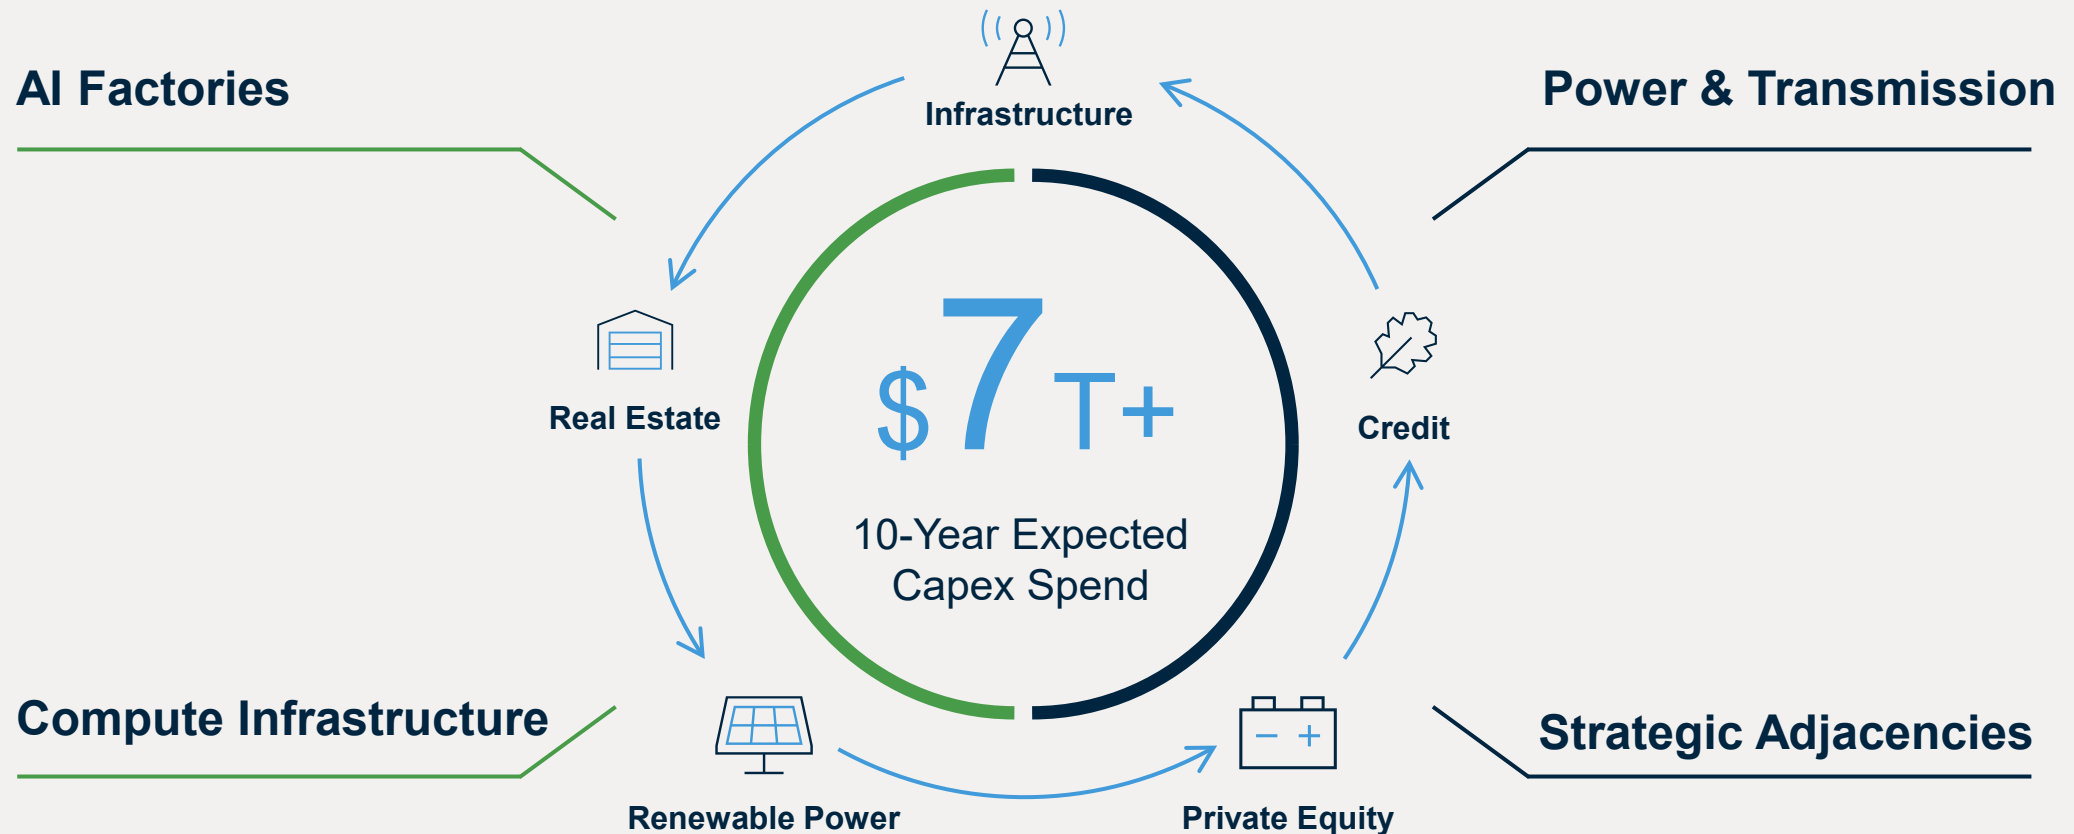 AI Factories
Infrastructure
Power & Transmission
Real Estate
$7T+
10-Year Expected
Capex Spend
Credit
Compute Infrastructure
Strategic Adjacencies
Renewable Power
Private Equity